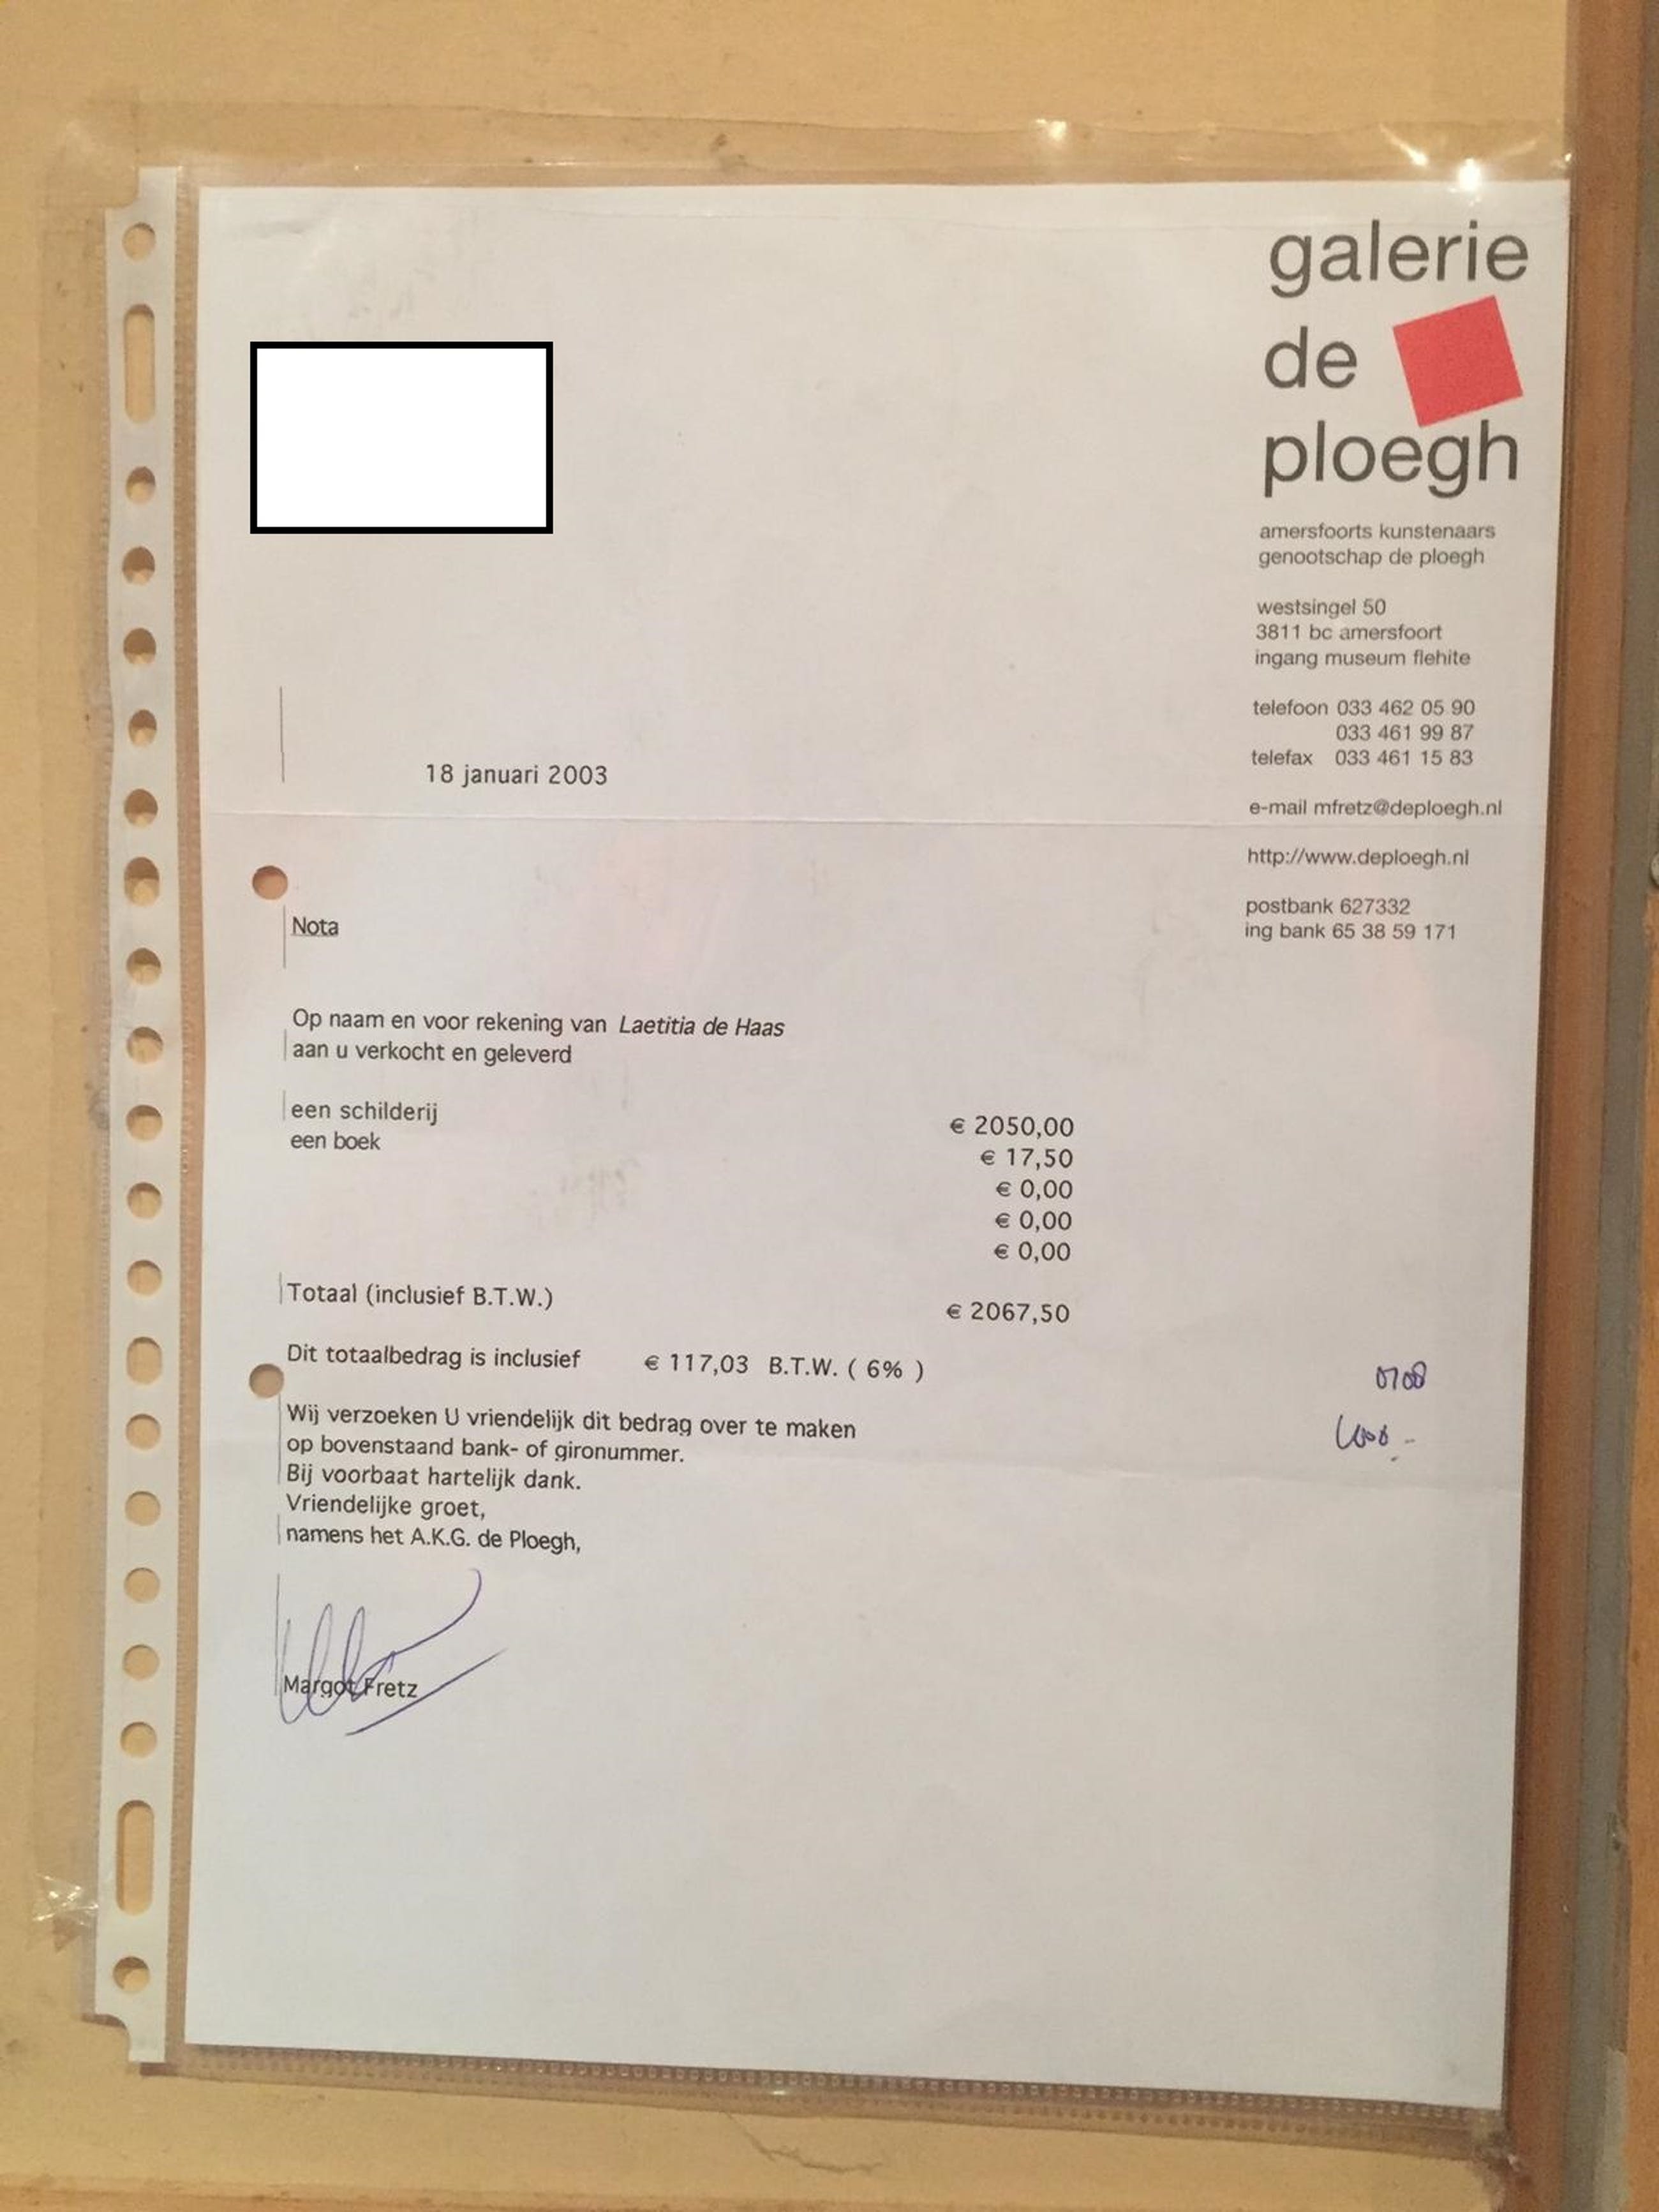 galerie
de
ploegh
amersfoorts kunstenaars
genootschap de ploegh
westsingel 50
3811 bc amersfoort
ingang museum flehite
telefoon 033 462 05 90
033 461 99 87
telefax 033 461 15 83
e-mail mfretz@deploegh.nl
http://www.deploegh.nl
postbank 627332
ing bank 65 38 59 171
18 januari 2003
Nota
Op naam en voor rekening van Laetitia de Haas
aan u verkocht en geleverd
een schilderij € 2050,00
een boek € 17,50
€ 0,00
€ 0,00
€ 0,00
Totaal (inclusief B.T.W.) € 2067,50
Dit totaalbedrag is inclusief € 117,03 B.T.W. ( 6% )
Wij verzoeken U vriendelijk dit bedrag over te maken
op bovenstaand bank- of gironummer.
Bij voorbaat hartelijk dank.
Vriendelijke groet,
namens het A.K.G. de Ploegh,
Margot Fretz